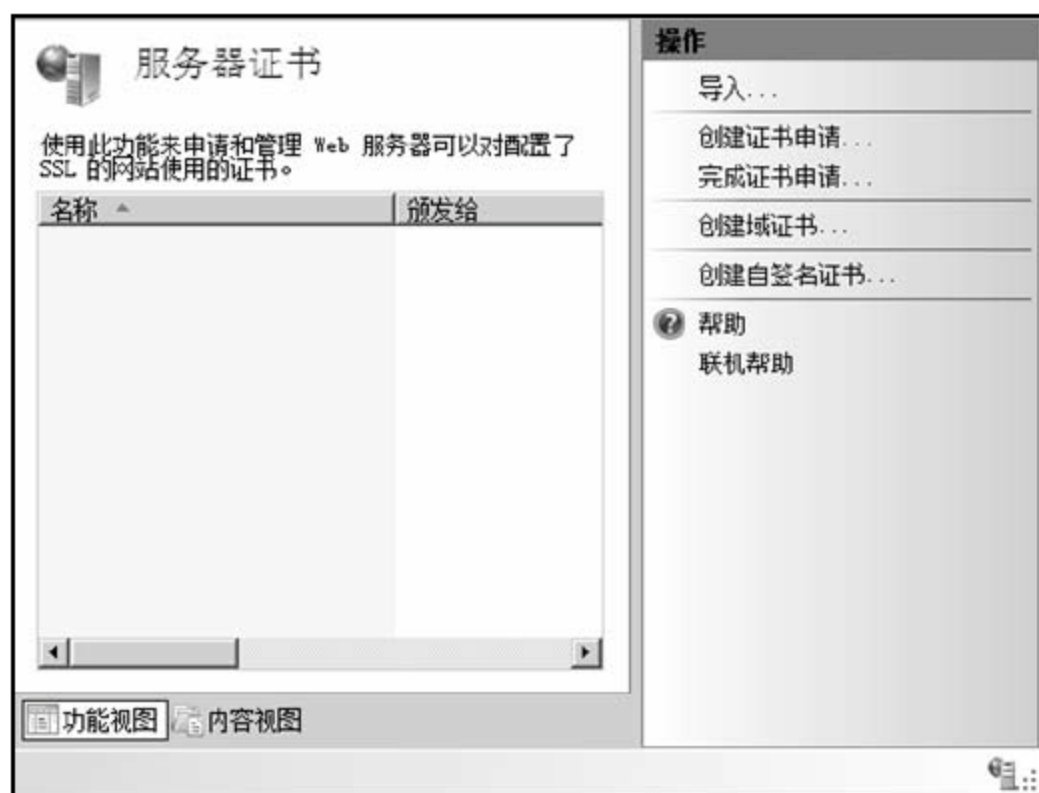 服务器证书
使用此功能来申请和管理 Web 服务器可以对配置了
SSL 的网站使用的证书。
名称
颁发给
功能视图
内容视图
操作
导入...
创建证书申请...
完成证书申请...
创建域证书...
创建自签名证书...
帮助
联机帮助